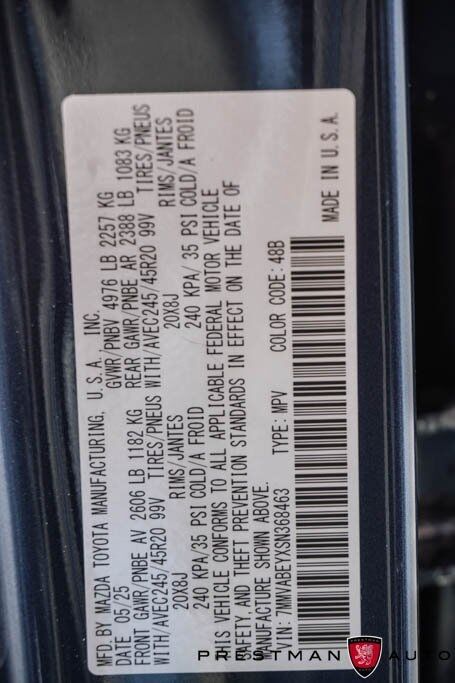 MFD. BY MAZDA TOYOTA MANUFACTURING, U.S.A., INC.
DATE 05/25 GVWR/PNBV 4976 LB 2257 KG
FRONT GAWR/PNBE AV 2606 LB 1182 KG REAR GAWR/PNBE AR 2388 LB 1083 KG
WITH/AVEC245/45R20 99V TIRES/PNEUS WITH/AVEC245/45R20 99V TIRES/PNEUS
20X8J RIMS/JANTES 20X8J RIMS/JANTES
240 KPA/35 PSI COLD/A FROID 240 KPA/35 PSI COLD/A FROID
THIS VEHICLE CONFORMS TO ALL APPLICABLE FEDERAL MOTOR VEHICLE
SAFETY AND THEFT PREVENTION STANDARDS IN EFFECT ON THE DATE OF
MANUFACTURE SHOWN ABOVE.
VIN: 7MMVABEYXSN368463 TYPE: MPV COLOR CODE: 48B
MADE IN U.S.A.
PRESTMAN AUTO